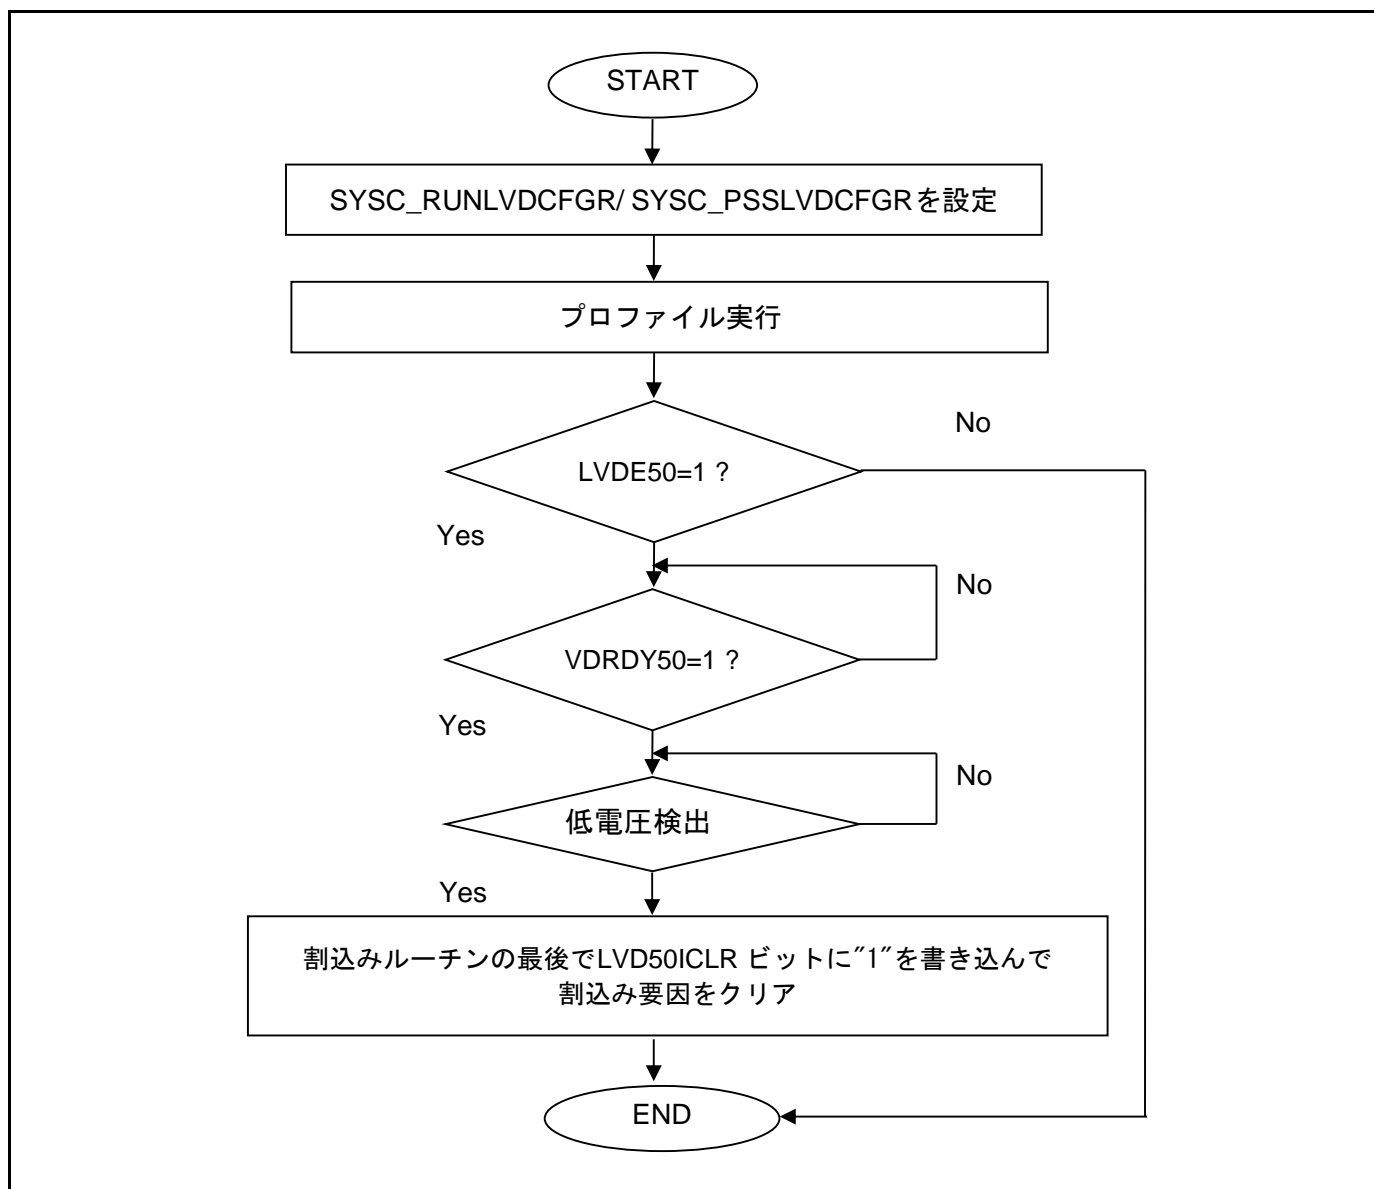 START
SYSC_RUNLVDCFGR/ SYSC_PSSLVDCFGRを設定
プロファイル実行
LVDE50=1 ?
No
Yes
No
VDRDY50=1 ?
Yes
No
低電圧検出
Yes
割込みルーチンの最後でLVD50ICLR ビットに″1″を書き込んで
割込み要因をクリア
END